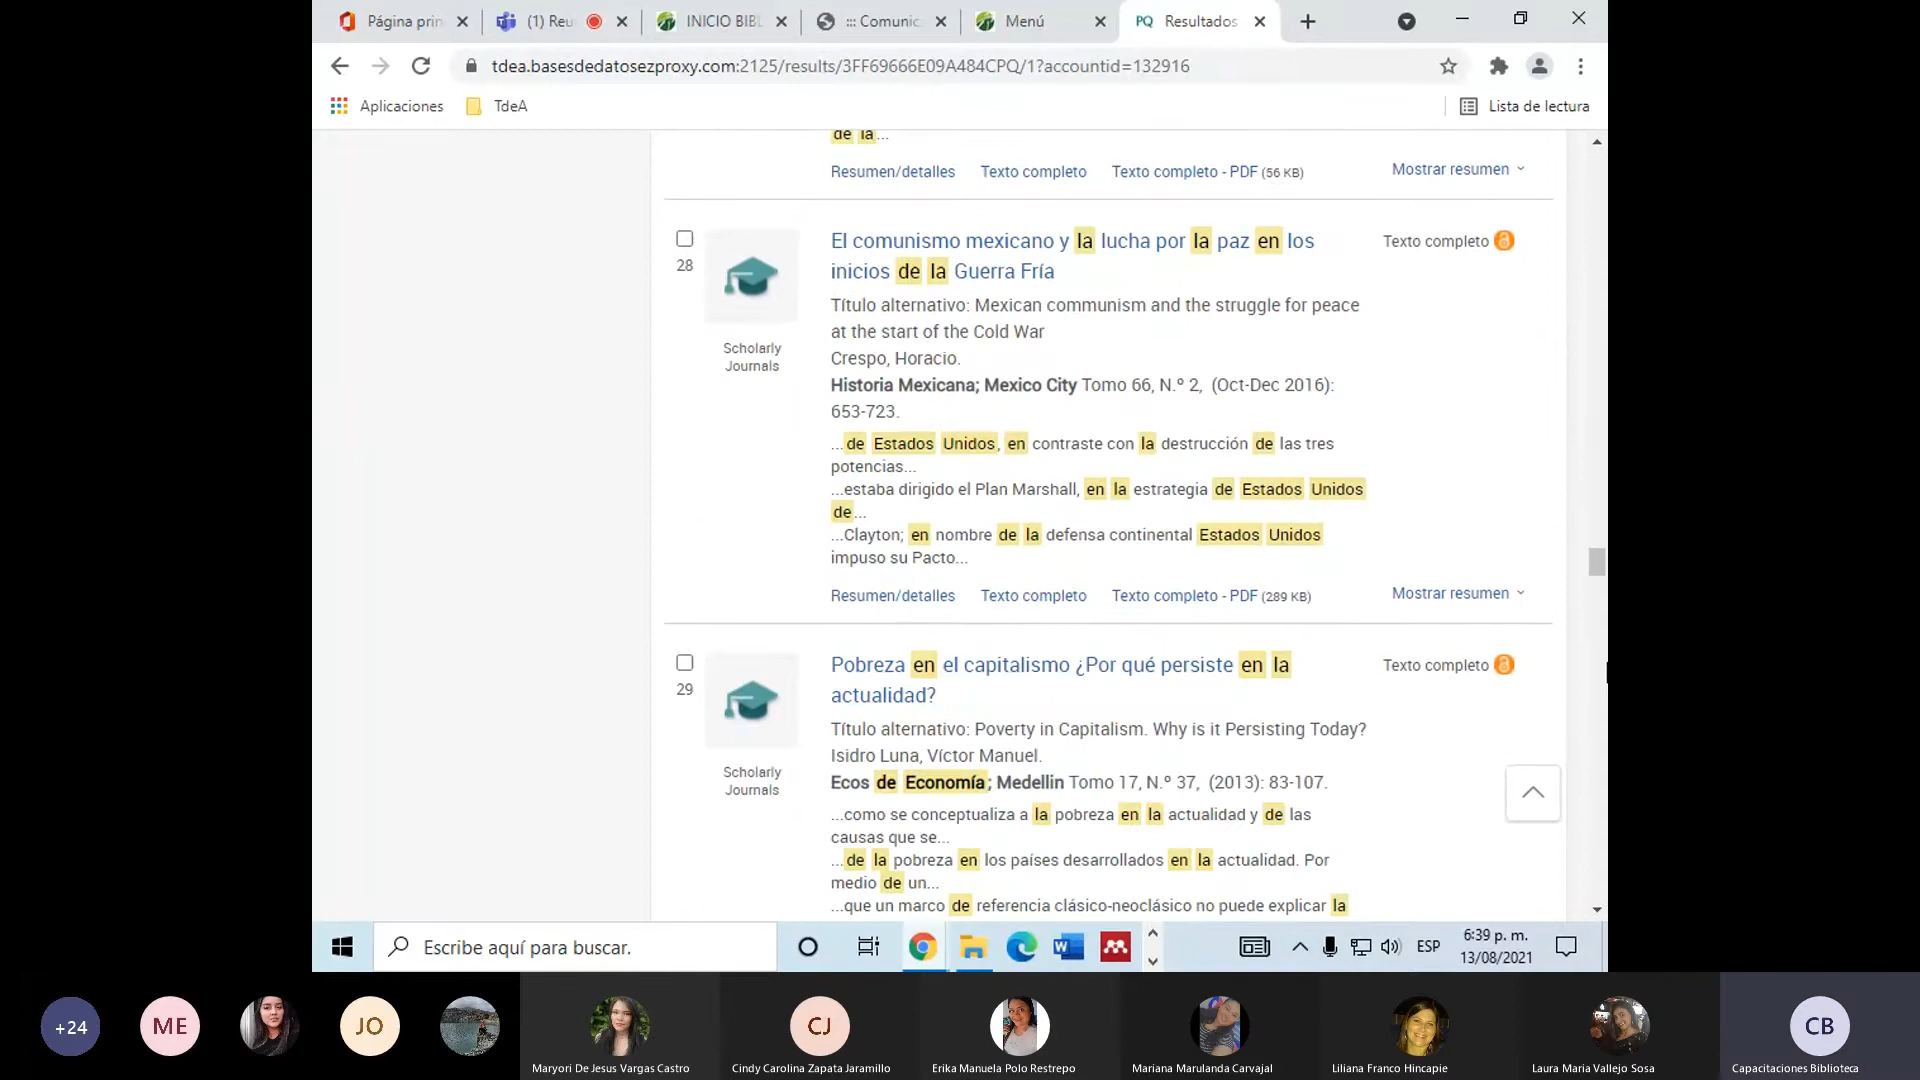 Página prin
(1) Reu
INICIO BIBL
::: Comunic
Menú
PQ Resultados
tdea.basesdedatosezproxy.com:2125/results/3FF69666E09A484CPQ/1?accountid=132916
Aplicaciones
TdeA
Lista de lectura
de la...
Resumen/detalles Texto completo Texto completo - PDF (56 KB) Mostrar resumen
28
Scholarly
Journals
El comunismo mexicano y la lucha por la paz en los
inicios de la Guerra Fría
Texto completo
Título alternativo: Mexican communism and the struggle for peace
at the start of the Cold War
Crespo, Horacio.
Historia Mexicana; Mexico City Tomo 66, N.º 2, (Oct-Dec 2016):
653-723.
...de Estados Unidos, en contraste con la destrucción de las tres
potencias...
...estaba dirigido el Plan Marshall, en la estrategia de Estados Unidos
de...
...Clayton; en nombre de la defensa continental Estados Unidos
impuso su Pacto...
Resumen/detalles Texto completo Texto completo - PDF (289 KB) Mostrar resumen
29
Scholarly
Journals
Pobreza en el capitalismo ¿Por qué persiste en la
actualidad?
Texto completo
Título alternativo: Poverty in Capitalism. Why is it Persisting Today?
Isidro Luna, Víctor Manuel.
Ecos de Economía; Medellin Tomo 17, N.º 37, (2013): 83-107.
...como se conceptualiza a la pobreza en la actualidad y de las
causas que se...
...de la pobreza en los países desarrollados en la actualidad. Por
medio de un...
...que un marco de referencia clásico-neoclásico no puede explicar la
Escribe aquí para buscar.
ESP
6:39 p. m.
13/08/2021
+24
ME
JO
CJ
CB
Maryori De Jesus Vargas Castro
Cindy Carolina Zapata Jaramillo
Erika Manuela Polo Restrepo
Mariana Marulanda Carvajal
Liliana Franco Hincapie
Laura Maria Vallejo Sosa
Capacitaciones Biblioteca